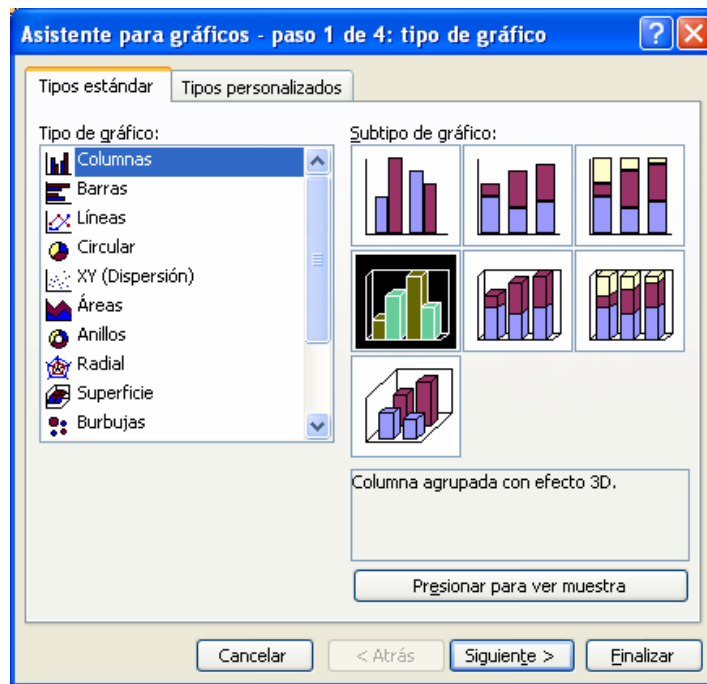 Asistente para gráficos - paso 1 de 4: tipo de gráfico
Tipos estándar
Tipos personalizados
Tipo de gráfico:
Columnas
Barras
Líneas
Circular
XY (Dispersión)
Áreas
Anillos
Radial
Superficie
Burbujas
Subtipo de gráfico:
Columna agrupada con efecto 3D.
Presionar para ver muestra
Cancelar
< Atrás
Siguiente >
Finalizar